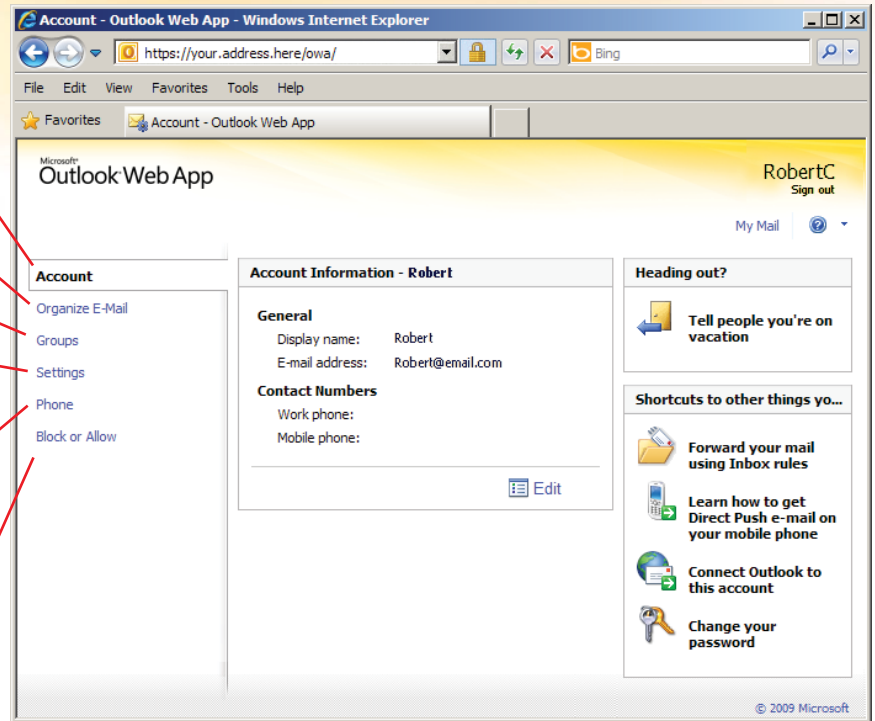 Account - Outlook Web App - Windows Internet Explorer
https://your.address.here/owa/
Bing
File Edit View Favorites Tools Help
Favorites
Account - Outlook Web App
Microsoft
Outlook Web App
RobertC
Sign out
My Mail
Account
Organize E-Mail
Groups
Settings
Phone
Block or Allow
Account Information - Robert
General
Display name: Robert
E-mail address: Robert@email.com
Contact Numbers
Work phone:
Mobile phone:
Edit
Heading out?
Tell people you're on
vacation
Shortcuts to other things yo...
Forward your mail
using Inbox rules
Learn how to get
Direct Push e-mail on
your mobile phone
Connect Outlook to
this account
Change your
password
© 2009 Microsoft